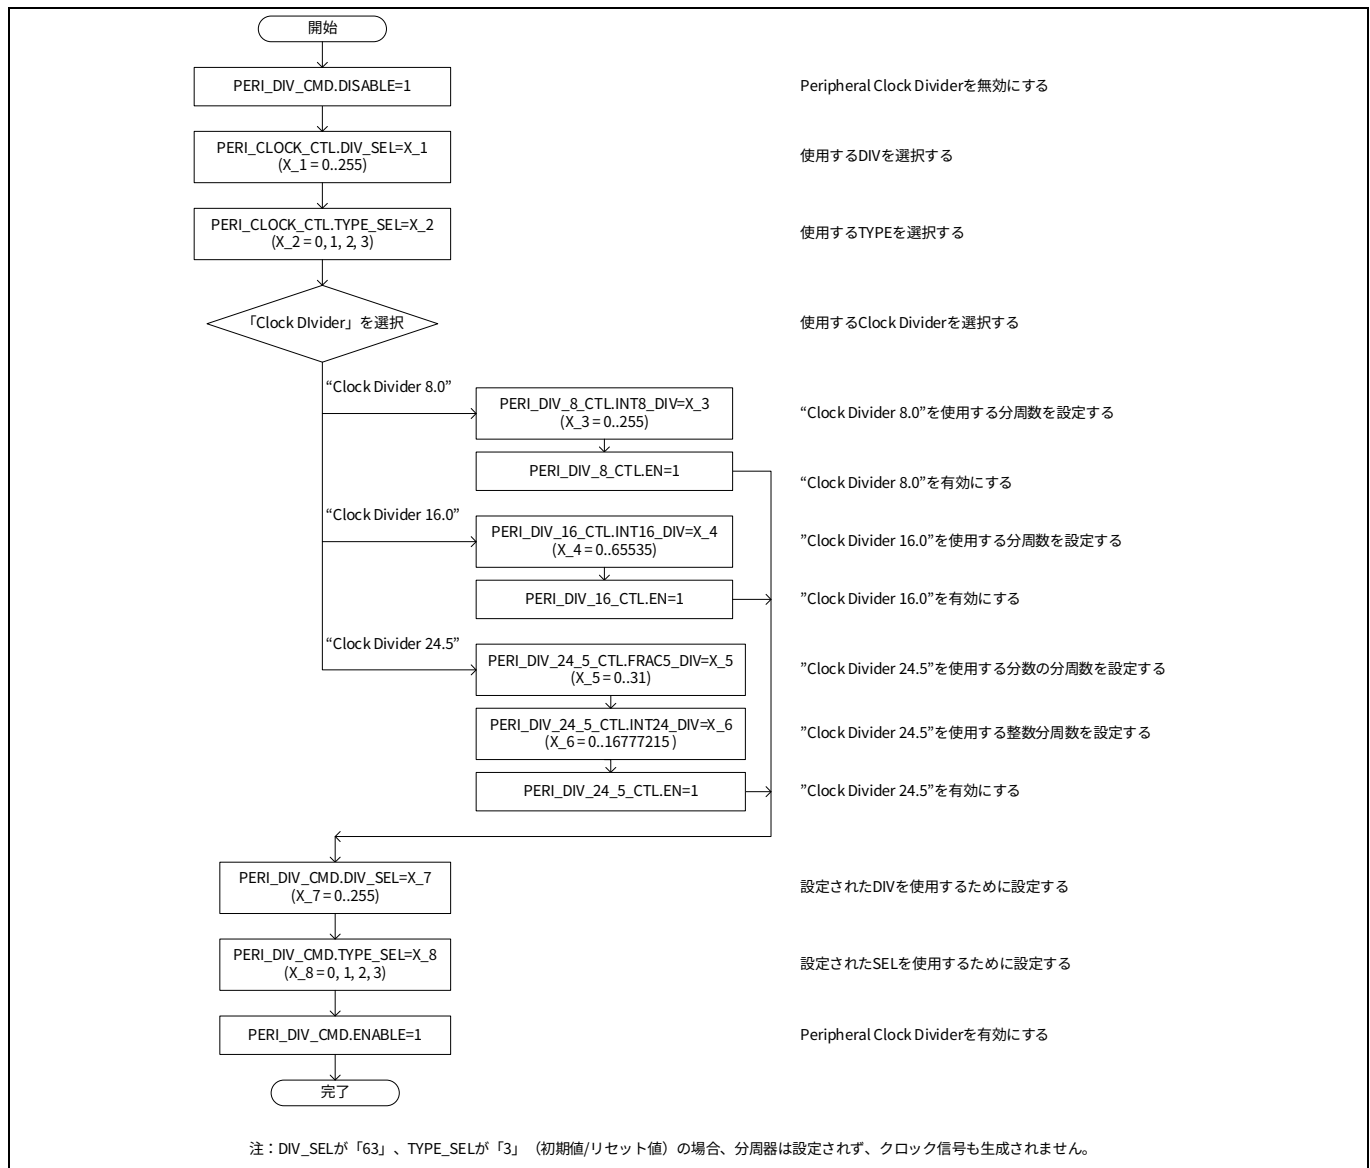 開始
PERI_DIV_CMD.DISABLE=1
Peripheral Clock Dividerを無効にする
PERI_CLOCK_CTL.DIV_SEL=X_1
(X_1 = 0..255)
使用するDIVを選択する
PERI_CLOCK_CTL.TYPE_SEL=X_2
(X_2 = 0, 1, 2, 3)
使用するTYPEを選択する
「Clock DIvider」を選択
使用するClock Dividerを選択する
“Clock Divider 8.0”
PERI_DIV_8_CTL.INT8_DIV=X_3
(X_3 = 0..255)
“Clock Divider 8.0”を使用する分周数を設定する
PERI_DIV_8_CTL.EN=1
“Clock Divider 8.0”を有効にする
“Clock Divider 16.0”
PERI_DIV_16_CTL.INT16_DIV=X_4
(X_4 = 0..65535)
”Clock Divider 16.0”を使用する分周数を設定する
PERI_DIV_16_CTL.EN=1
”Clock Divider 16.0”を有効にする
“Clock Divider 24.5”
PERI_DIV_24_5_CTL.FRAC5_DIV=X_5
(X_5 = 0..31)
”Clock Divider 24.5”を使用する分数の分周数を設定する
PERI_DIV_24_5_CTL.INT24_DIV=X_6
(X_6 = 0..16777215 )
”Clock Divider 24.5”を使用する整数分周数を設定する
PERI_DIV_24_5_CTL.EN=1
”Clock Divider 24.5”を有効にする
PERI_DIV_CMD.DIV_SEL=X_7
(X_7 = 0..255)
設定されたDIVを使用するために設定する
PERI_DIV_CMD.TYPE_SEL=X_8
(X_8 = 0, 1, 2, 3)
設定されたSELを使用するために設定する
PERI_DIV_CMD.ENABLE=1
Peripheral Clock Dividerを有効にする
完了
注：DIV_SELが「63」、TYPE_SELが「3」（初期値/リセット値）の場合、分周器は設定されず、クロック信号も生成されません。